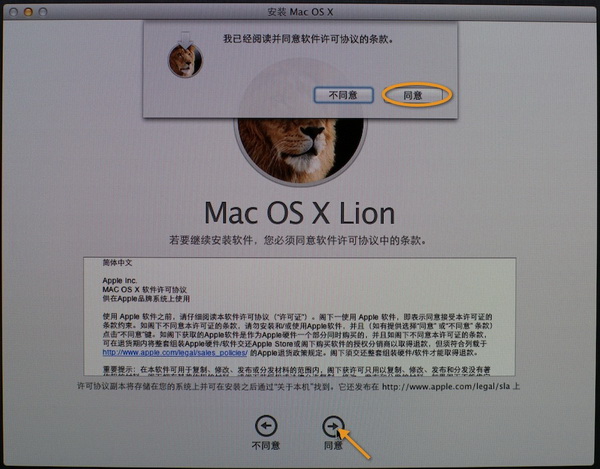 安装 Mac OS X
我已经阅读并同意软件许可协议的条款。
不同意
同意
Mac OS X Lion
若要继续安装软件，您必须同意软件许可协议中的条款。
简体中文
Apple Inc.
MAC OS X 软件许可协议
供在Apple品牌系统上使用
使用 Apple 软件之前，请仔细阅读本软件许可协议（“许可证”）。阁下一使用 Apple 软件，即表示同意接受本许可证的
条款约束。如阁下不同意本许可证的条款，请勿安装和/或使用Apple软件，并且（如有提供选择“同意” 或“不同意” 条款）
点击“不同意”键。如阁下获取的Apple软件是作为Apple硬件一个部分同时购买的，并且如阁下不同意本许可证的条款，
可在退货期内将整套组装Apple硬件/软件交还Apple Store或阁下购买软件的授权分销商以取得退款，但须符合列载于
http://www.apple.com/legal/sales_policies/ 的Apple退货政策规定。阁下须交还整套组装硬件/软件才能取得退款。
重要提示：在本软件可用于复制、修改、发布或分发材料的范围内，阁下获许可只用以复制、修改、发布和分发没有著
许可协议副本将存储在您的系统上并可在安装之后通过“关于本机”找到。它还发布在 http://www.apple.com/legal/sla 上
不同意
同意